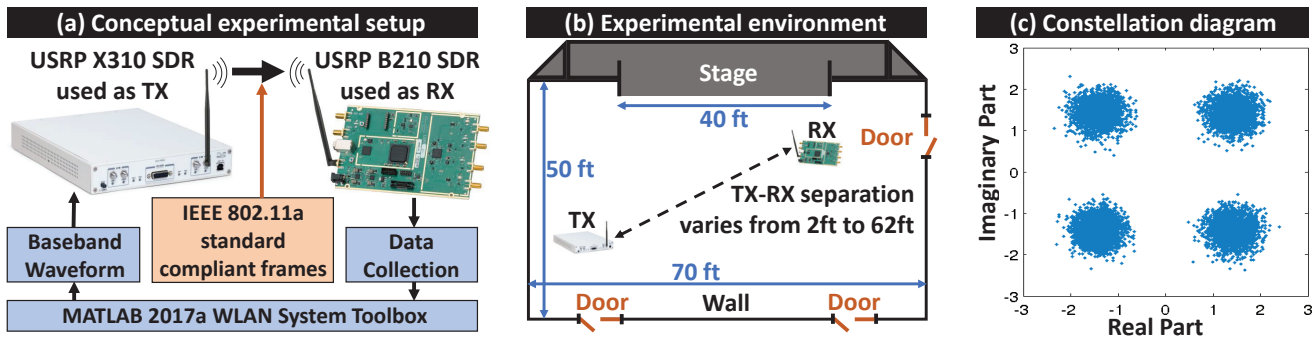 (a) Conceptual experimental setup
USRP X310 SDR
used as TX
USRP B210 SDR
used as RX
IEEE 802.11a
standard
compliant frames
Baseband
Waveform
Data
Collection
MATLAB 2017a WLAN System Toolbox
(b) Experimental environment
Stage
40 ft
RX
Door
50 ft
TX-RX separation
varies from 2ft to 62ft
TX
70 ft
Door
Wall
Door
(c) Constellation diagram
Imaginary Part
3
2
1
0
-1
-2
-3
-3 -2 -1 0 1 2 3
Real Part